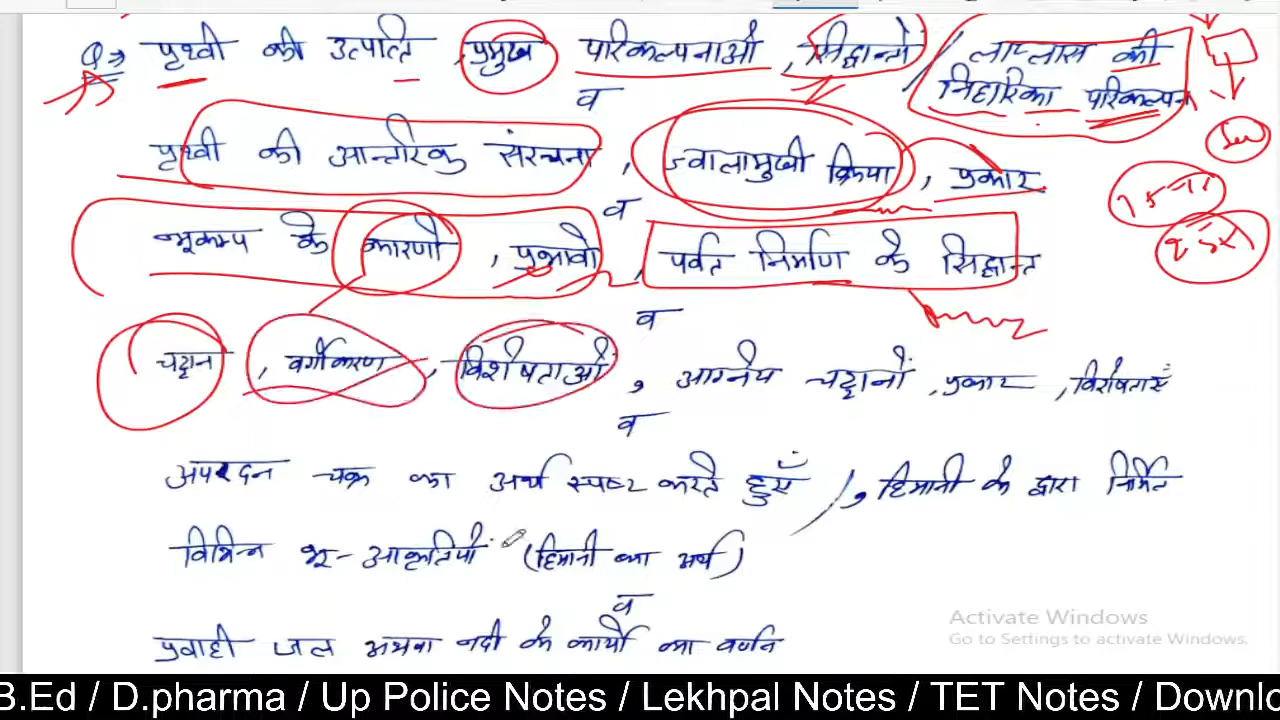 Q ⇒ पृथ्वी की उत्पत्ति , प्रमुख परिकल्पनाओं , सिद्धान्तों / लाप्लास की
निहारिका परिकल्पना
व
पृथ्वी की आन्तरिक संरचना , ज्वालामुखी क्रिया , प्रकार
व
भूकम्प के कारणों , प्रभावों , पर्वत निर्माण के सिद्धान्त
व
चट्टान , वर्गीकरण , विशेषताओं , आग्नेय चट्टानों , प्रकार , विशेषताएँ
व
अपरदन चक्र का अर्थ स्पष्ट करते हुएँ / , हिमानी के द्वारा निर्मित
विभिन्न भू-आकृतियों (हिमानी का अर्थ)
व
प्रवाही जल अथवा नदी के कार्यों का वर्णन
Activate Windows
Go to Settings to activate Windows.
B.Ed / D.pharma / Up Police Notes / Lekhpal Notes / TET Notes / Downlo